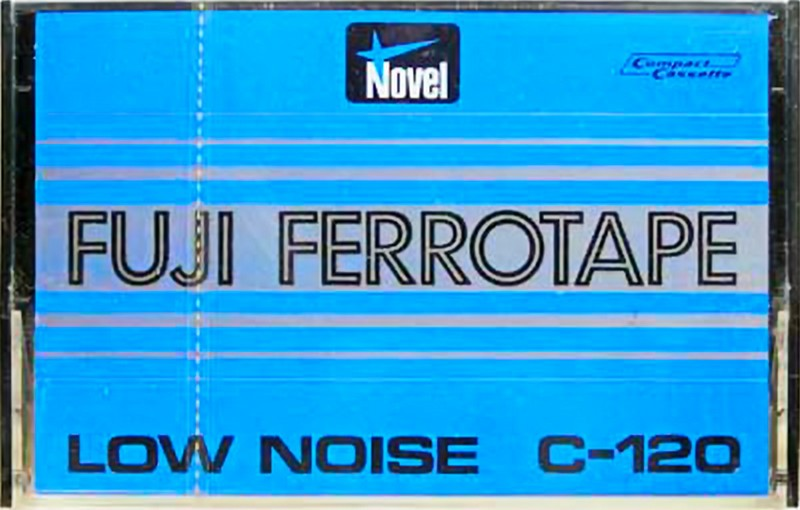 Novel
Compact
Cassette
FUJI FERROTAPE
LOW NOISE C-120